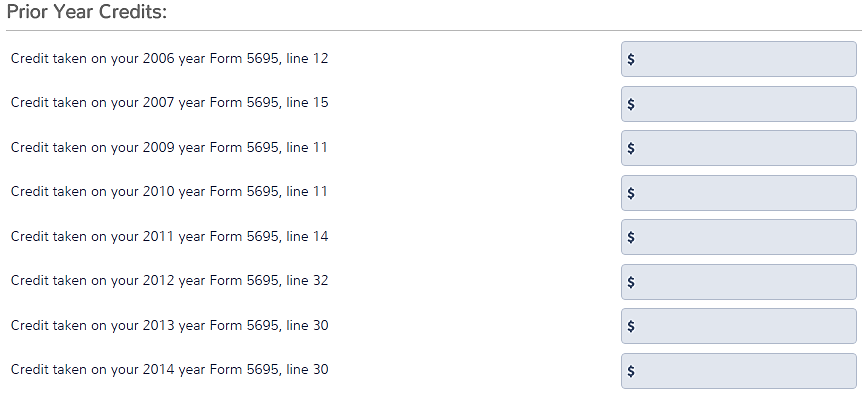 Prior Year Credits:
Credit taken on your 2006 year Form 5695, line 12 $
Credit taken on your 2007 year Form 5695, line 15 $
Credit taken on your 2009 year Form 5695, line 11 $
Credit taken on your 2010 year Form 5695, line 11 $
Credit taken on your 2011 year Form 5695, line 14 $
Credit taken on your 2012 year Form 5695, line 32 $
Credit taken on your 2013 year Form 5695, line 30 $
Credit taken on your 2014 year Form 5695, line 30 $